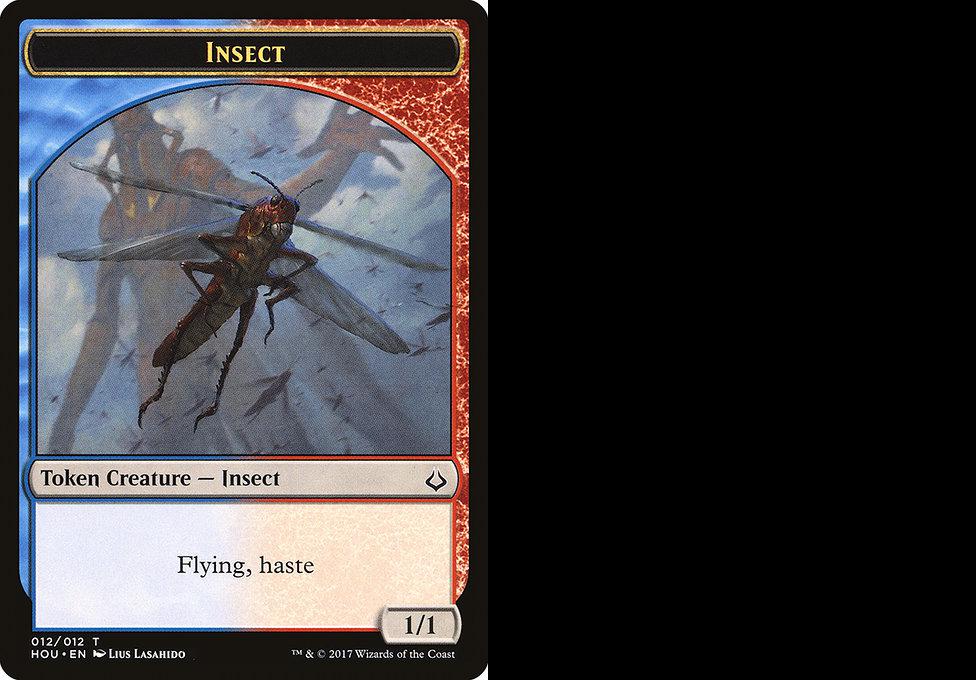 Insect
Token Creature — Insect
Flying, haste
1/1
012/012 T
HOU • EN Lius Lasahido
™ & © 2017 Wizards of the Coast